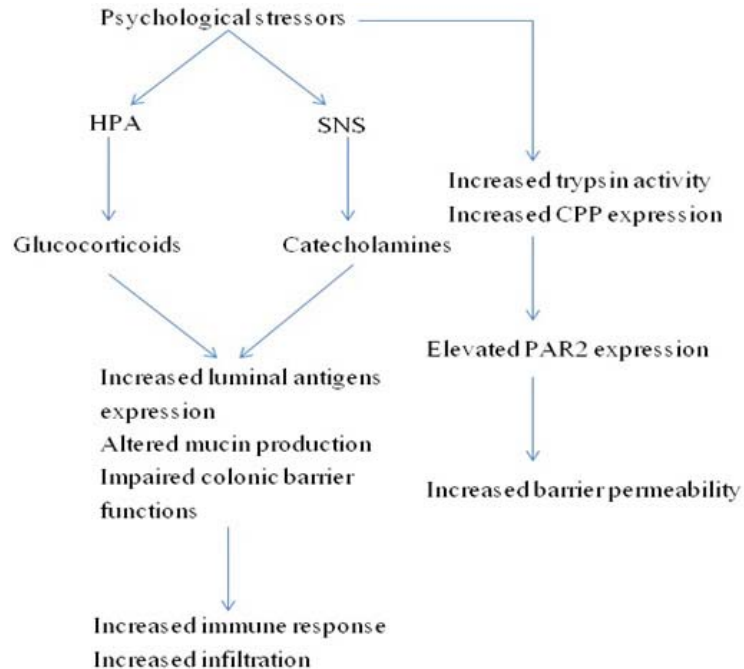 Psychological stressors
HPA
SNS
Glucocorticoids
Catecholamines
Increased luminal antigens
expression
Altered mucin production
Impaired colonic barrier
functions
Increased immune response
Increased infiltration
Increased trypsin activity
Increased CPP expression
Elevated PAR2 expression
Increased barrier permeability